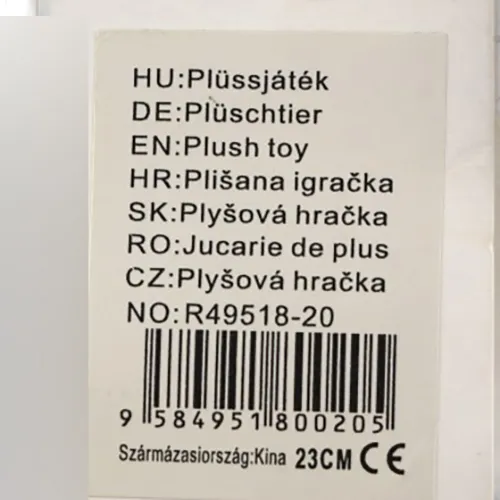 HU:Plüssjáték
DE:Plüschtier
EN:Plush toy
HR:Plišana igračka
SK:Plyšová hračka
RO:Jucarie de plus
CZ:Plyšová hračka
NO:R49518-20
9 584951 800205
Szármázasiország:Kina 23CM CE